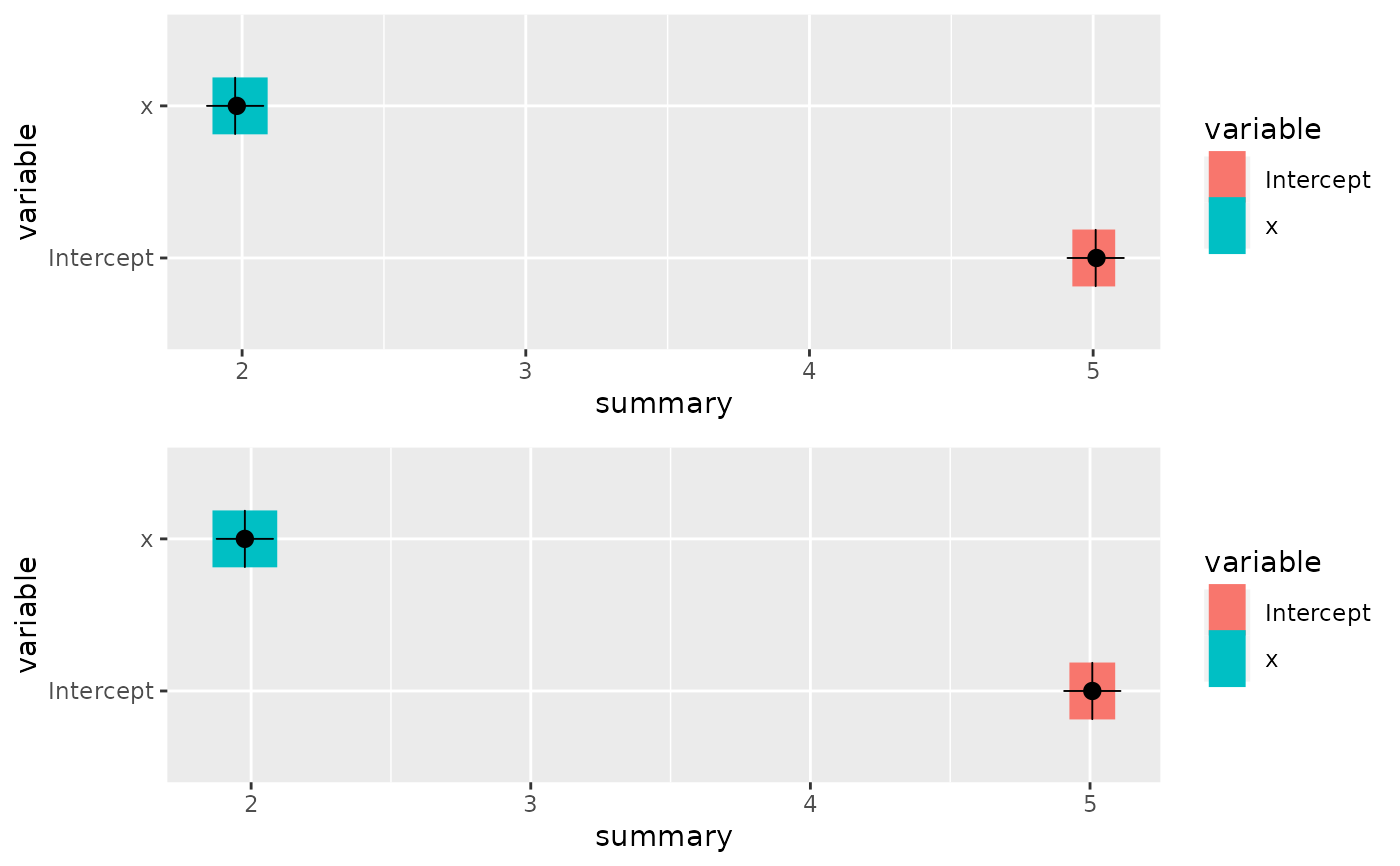 variable
x
Intercept
2 3 4 5
summary
variable
Intercept
x
variable
x
Intercept
2 3 4 5
summary
variable
Intercept
x